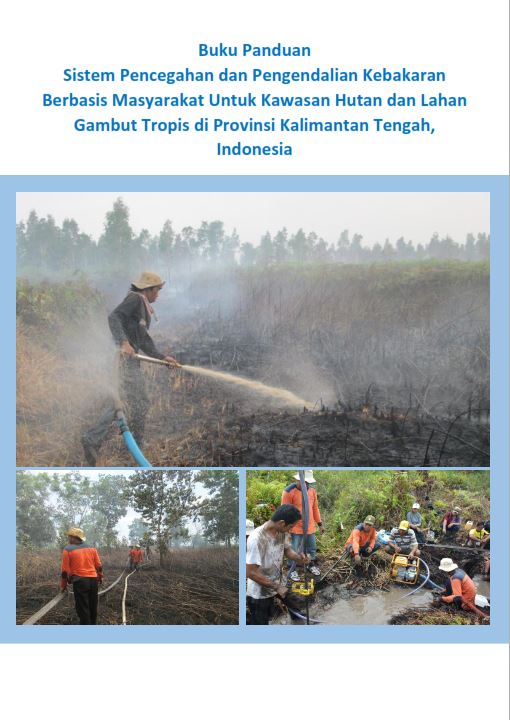 Buku Panduan
Sistem Pencegahan dan Pengendalian Kebakaran
Berbasis Masyarakat Untuk Kawasan Hutan dan Lahan
Gambut Tropis di Provinsi Kalimantan Tengah,
Indonesia